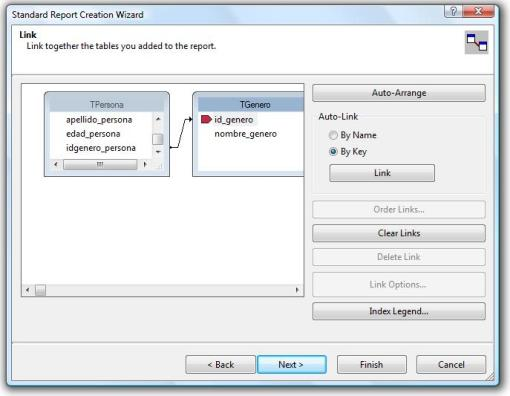 Standard Report Creation Wizard
Link
Link together the tables you added to the report.
TPersona
apellido_persona
edad_persona
idgenero_persona
TGenero
id_genero
nombre_genero
Auto-Arrange
Auto-Link
By Name
By Key
Link
Order Links...
Clear Links
Delete Link
Link Options...
Index Legend...
< Back
Next >
Finish
Cancel